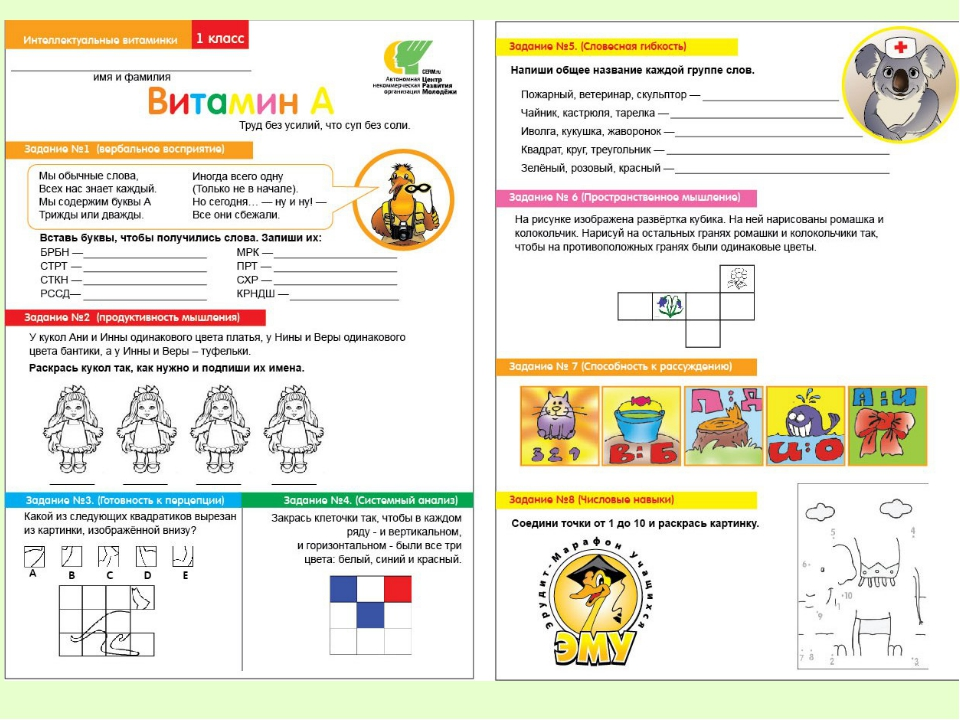 Интеллектуальные витаминки 1 класс
имя и фамилия
CERM.ru
Автономная Центр
некоммерческая Развития
организация Молодёжи
Витамин А
Труд без усилий, что суп без соли.
Задание №1 (вербальное восприятие)
Мы обычные слова,
Всех нас знает каждый.
Мы содержим буквы А
Трижды или дважды.
Иногда всего одну
(Только не в начале).
Но сегодня… — ну и ну! —
Все они сбежали.
Вставь буквы, чтобы получились слова. Запиши их:
БРБН — МРК —
СТРТ — ПРТ —
СТКН — СХР —
РССД— КРНДШ —
Задание №2 (продуктивность мышления)
У кукол Ани и Инны одинакового цвета платья, у Нины и Веры одинакового
цвета бантики, а у Инны и Веры – туфельки.
Раскрась кукол так, как нужно и подпиши их имена.
Задание №3. (Готовность к перцепции)
Какой из следующих квадратиков вырезан
из картинки, изображённой внизу?
A B C D E
Задание №4. (Системный анализ)
Закрась клеточки так, чтобы в каждом
ряду - и вертикальном,
и горизонтальном - были все три
цвета: белый, синий и красный.
Задание №5. (Словесная гибкость)
Напиши общее название каждой группе слов.
Пожарный, ветеринар, скульптор —
Чайник, кастрюля, тарелка —
Иволга, кукушка, жаворонок —
Квадрат, круг, треугольник —
Зелёный, розовый, красный —
Задание № 6 (Пространственное мышление)
На рисунке изображена развёртка кубика. На ней нарисованы ромашка и
колокольчик. Нарисуй на остальных гранях ромашки и колокольчики так,
чтобы на противоположных гранях были одинаковые цветы.
Задание № 7 (Способность к рассуждению)
3 2 1
В:Б
П:Д
И:О
А:И
Задание №8 (Числовые навыки)
Соедини точки от 1 до 10 и раскрась картинку.
Эрудит-Марафон Учащихся
ЭМУ
6
10
7 8 2 3